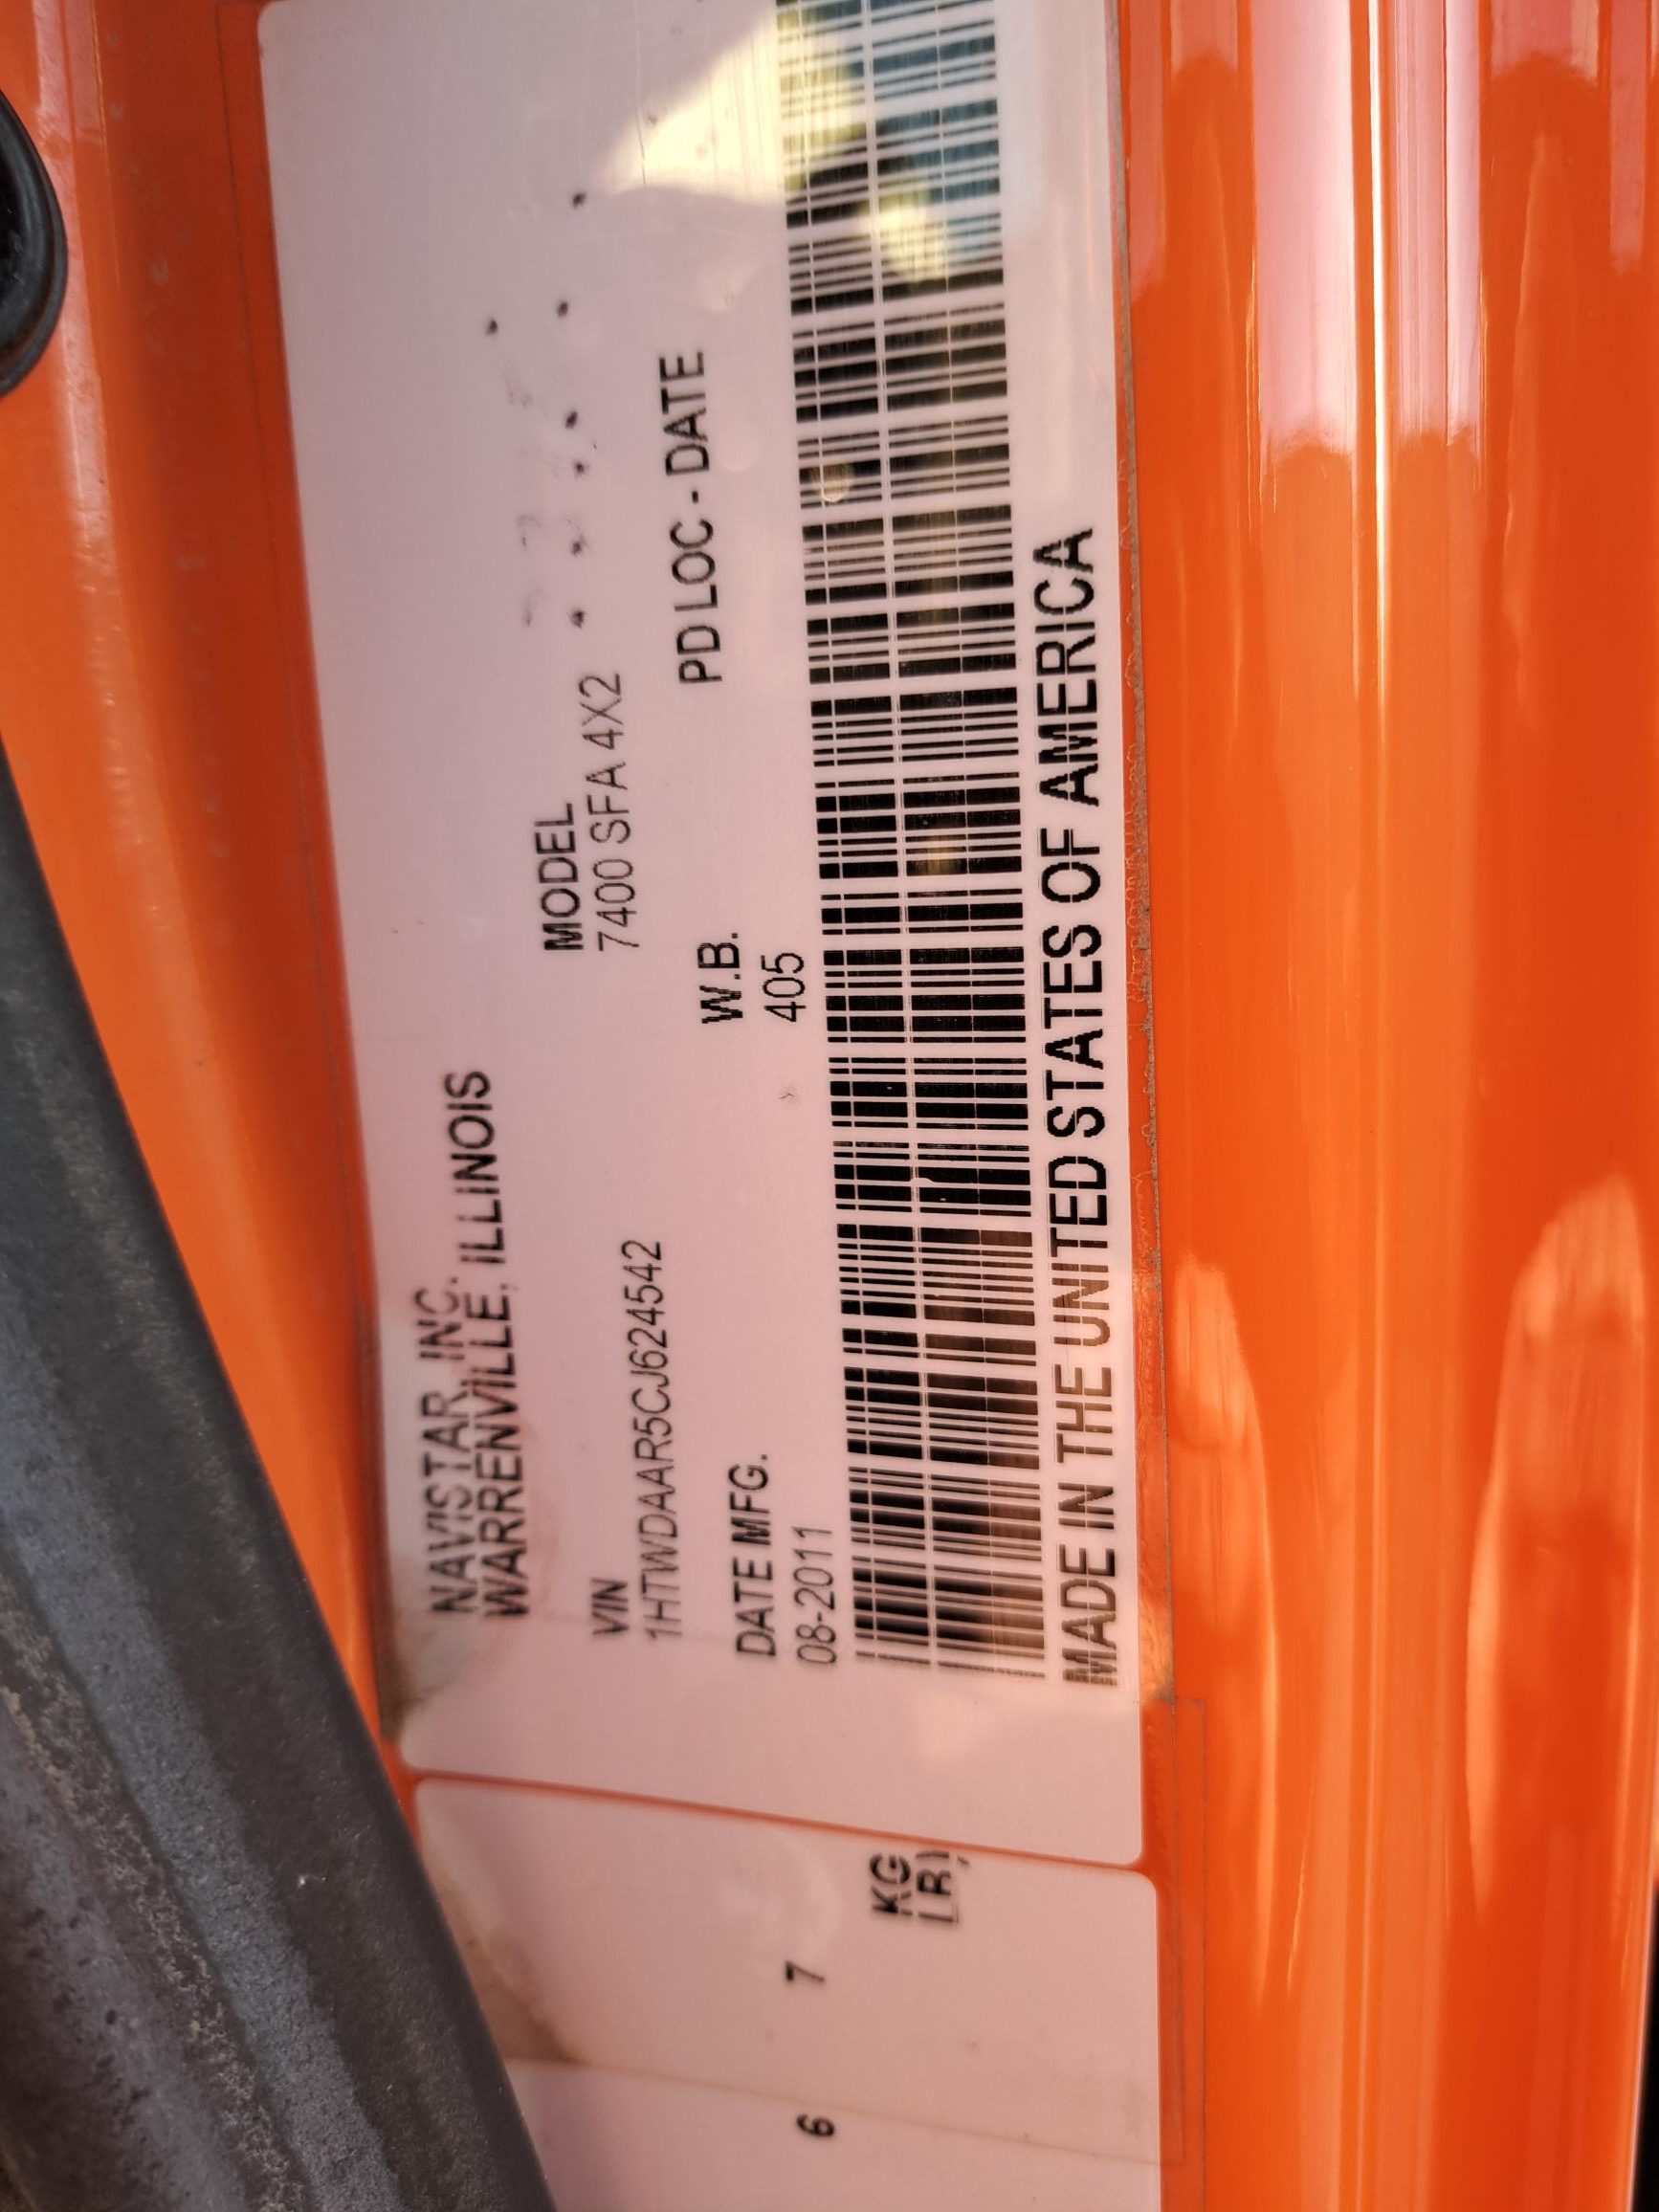 NAVISTAR, INC.
WARRENVILLE, ILLINOIS
VIN
1HTWDAAR5CJ624542
MODEL
7400 SFA 4X2
DATE MFG.
08-2011
W.B.
405
PD LOC - DATE
MADE IN THE UNITED STATES OF AMERICA
6
7
KG
LB)